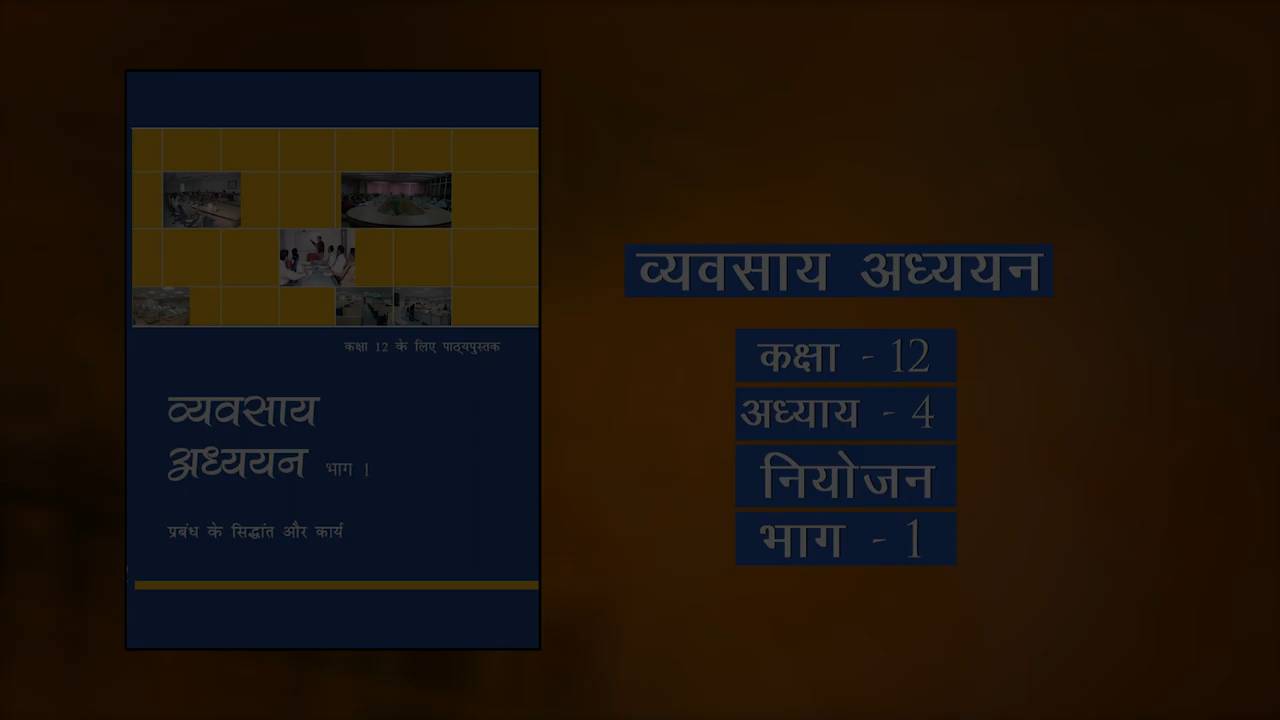 कक्षा 12 के लिए पाठ्यपुस्तक
व्यवसाय
अध्ययन भाग 1
प्रबंध के सिद्धांत और कार्य
व्यवसाय अध्ययन
कक्षा - 12
अध्याय - 4
नियोजन
भाग - 1